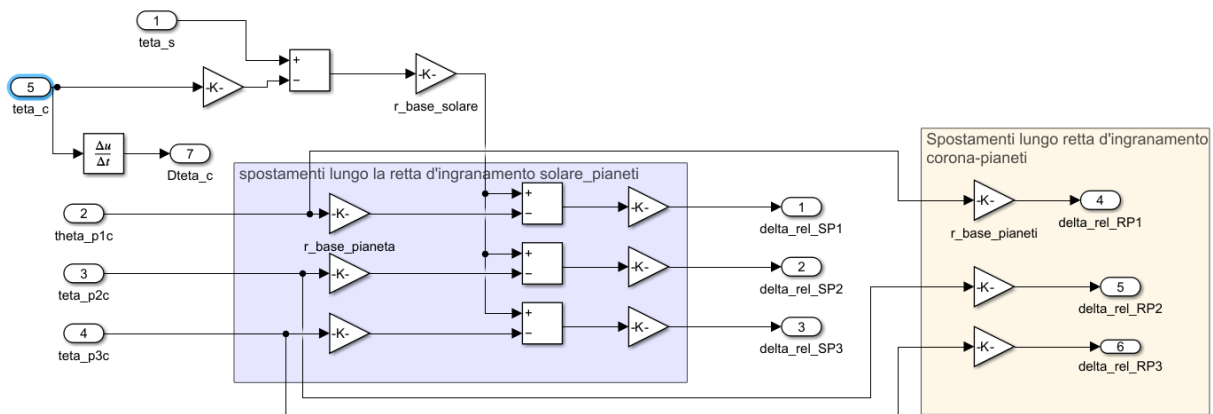 1
teta_s
5
teta_c
-K-
+
−
-K-
r_base_solare
Δu
Δt
7
Dteta_c
spostamenti lungo la retta d'ingranamento solare_pianeti
2
theta_p1c
-K-
r_base_pianeta
+
−
-K-
1
delta_rel_SP1
3
teta_p2c
-K-
+
−
-K-
2
delta_rel_SP2
4
teta_p3c
-K-
+
−
-K-
3
delta_rel_SP3
Spostamenti lungo retta d'ingranamento
corona-pianeti
-K-
r_base_pianeti
4
delta_rel_RP1
-K-
5
delta_rel_RP2
-K-
6
delta_rel_RP3